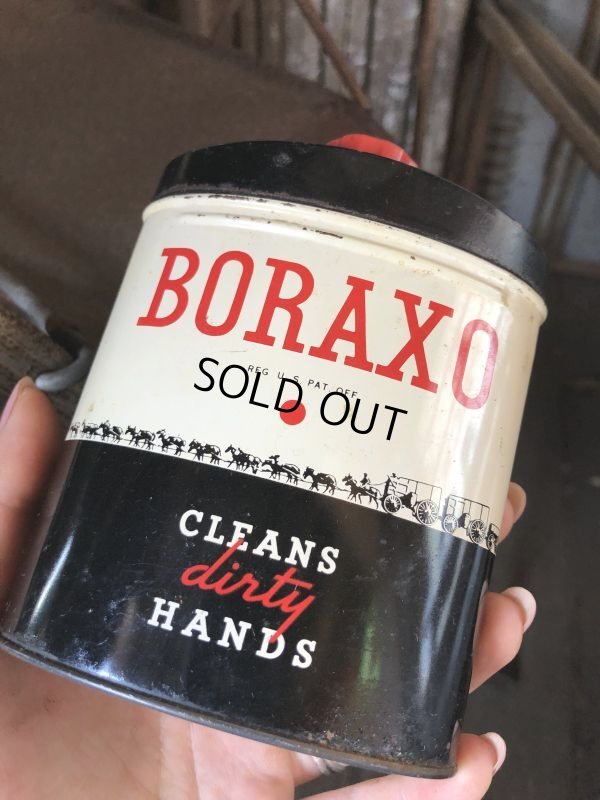 BORAXO
REG U.S. PAT. OFF.
SOLD OUT
CLEANS
dirty
HANDS